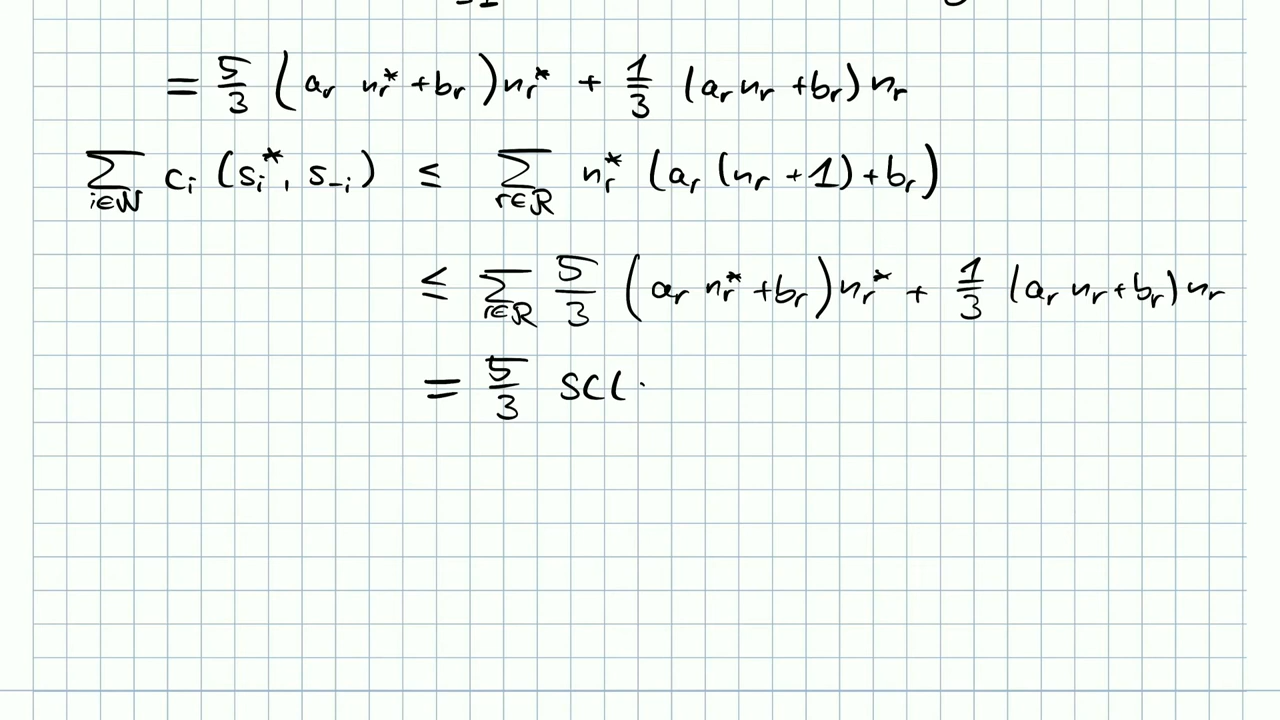 = 5/3 (a_r n_r^* + b_r) n_r^* + 1/3 (a_r n_r + b_r) n_r
∑_{i∈N} c_i (s_i^*, s_{-i}) ≤ ∑_{r∈R} n_r^* (a_r (n_r + 1) + b_r)
≤ ∑_{r∈R} 5/3 (a_r n_r^* + b_r) n_r^* + 1/3 (a_r n_r + b_r) n_r
= 5/3 SC(